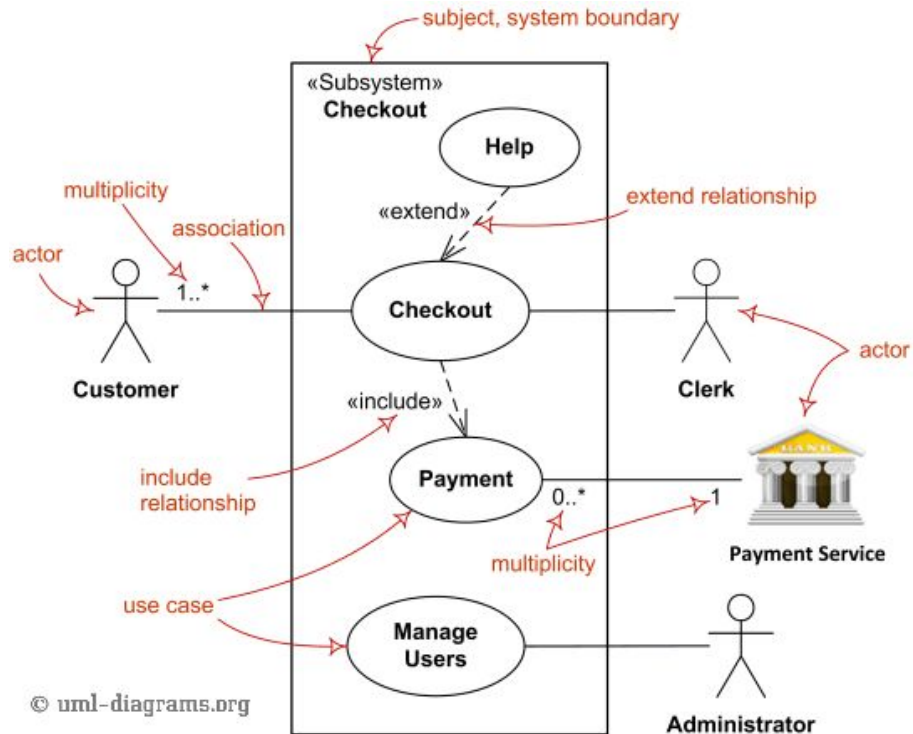 subject, system boundary
«Subsystem»
Checkout
Help
multiplicity
«extend»
extend relationship
association
actor
1..*
Checkout
Customer
Clerk
actor
«include»
include
relationship
Payment
0..*
1
BANK
multiplicity
Payment Service
use case
Manage
Users
Administrator
© uml-diagrams.org